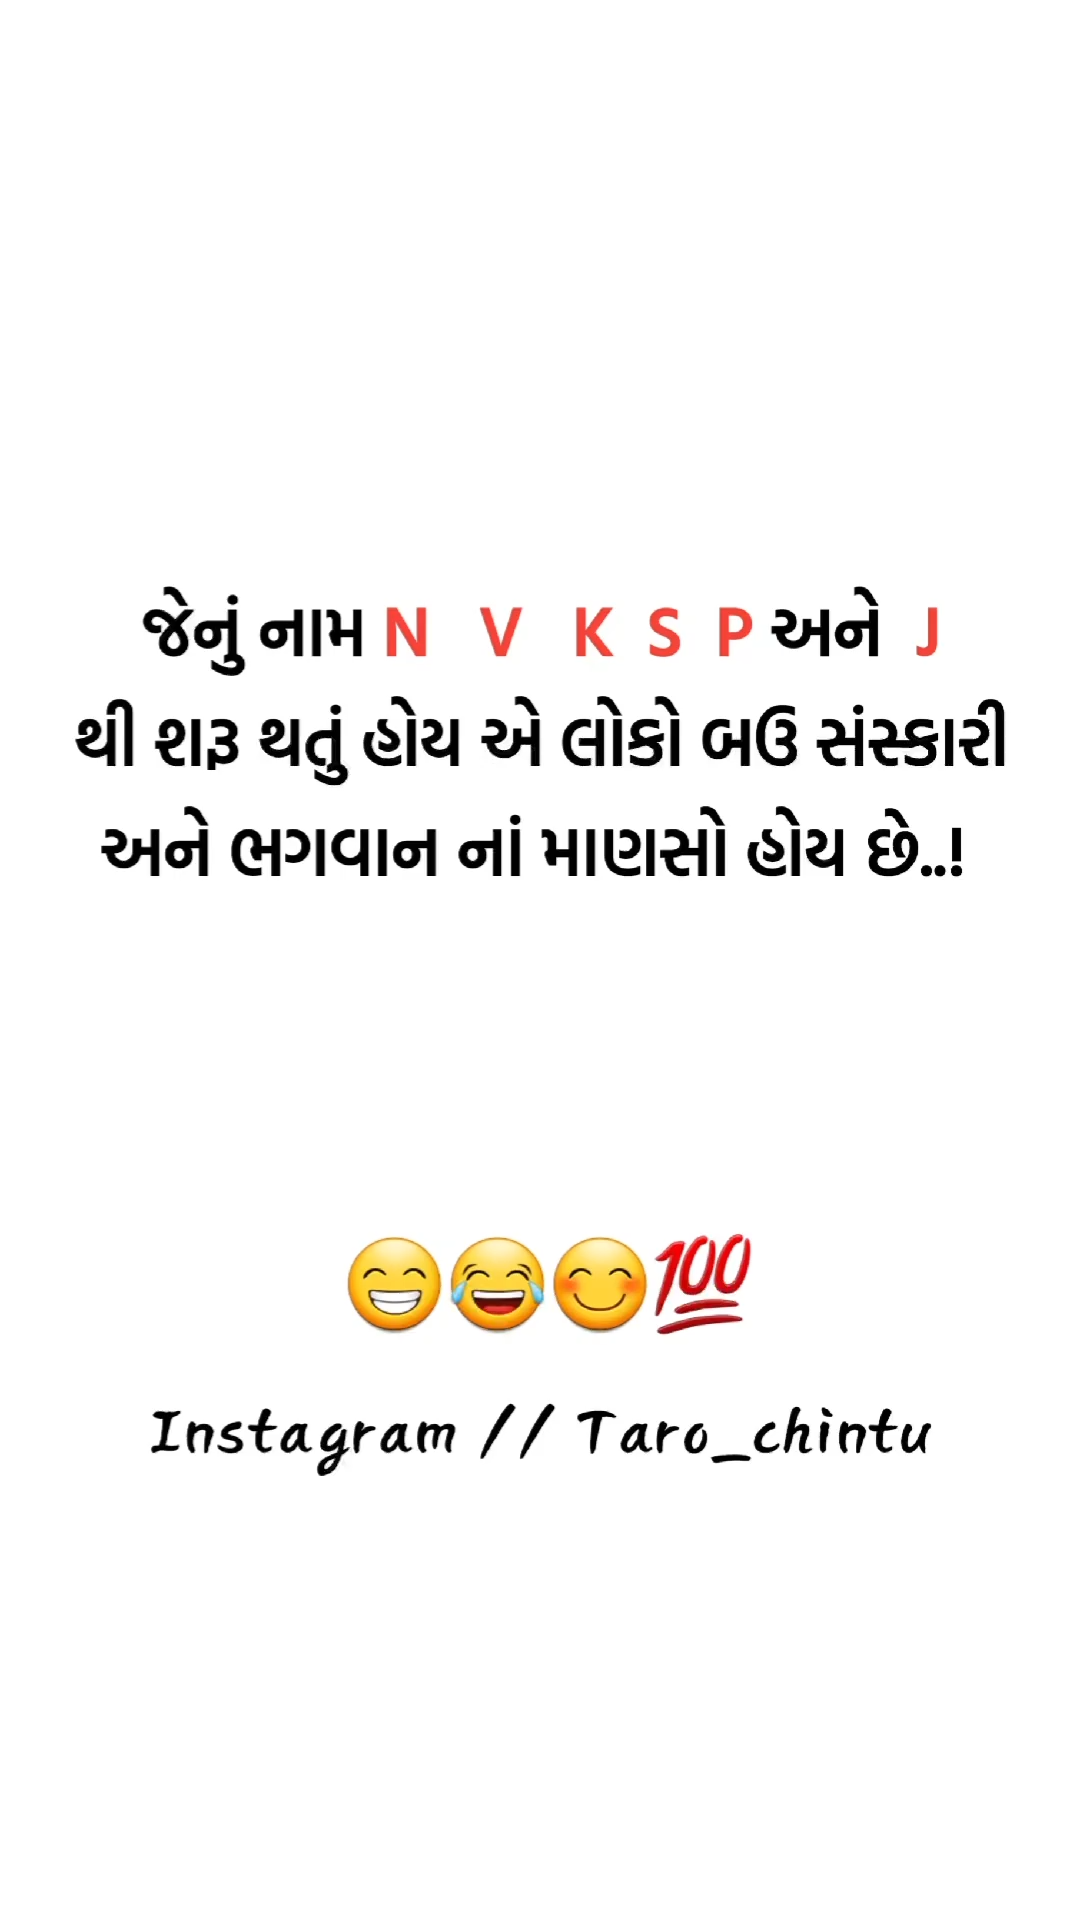 જેનું નામ N V K S P અને J
થી શરૂ થતું હોય એ લોકો બઉ સંસ્કારી
અને ભગવાન નાં માણસો હોય છે..!
😁😂😊💯
Instagram // Taro_chintu